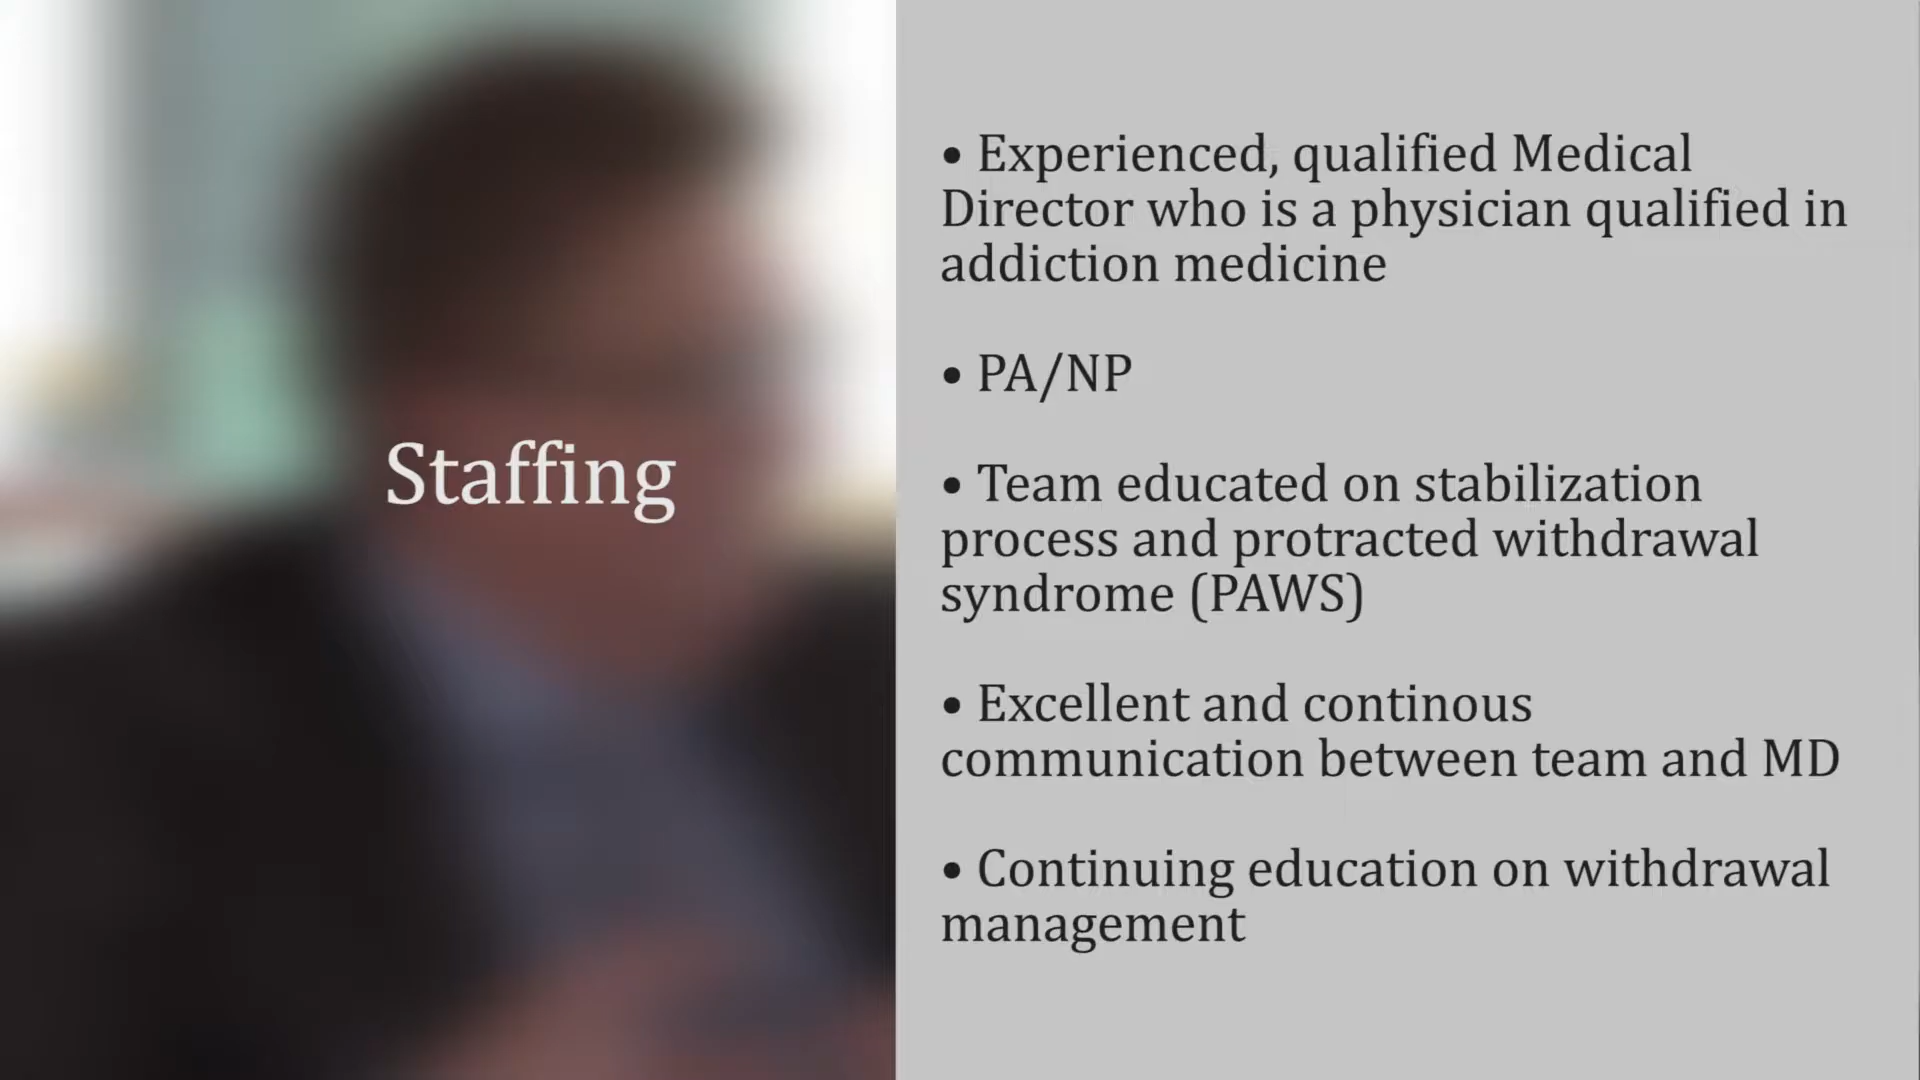 Staffing
• Experienced, qualified Medical
Director who is a physician qualified in
addiction medicine
• PA/NP
• Team educated on stabilization
process and protracted withdrawal
syndrome (PAWS)
• Excellent and continous
communication between team and MD
• Continuing education on withdrawal
management